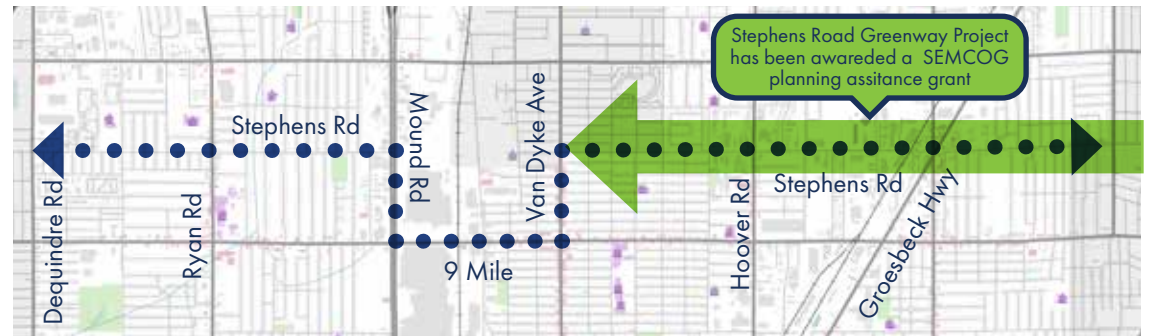 Stephens Road Greenway Project
has been awareded a SEMCOG
planning assitance grant
Stephens Rd
Mound Rd
Van Dyke Ave
Stephens Rd
Dequindre Rd
Ryan Rd
9 Mile
Hoover Rd
Groesbeck Hwy